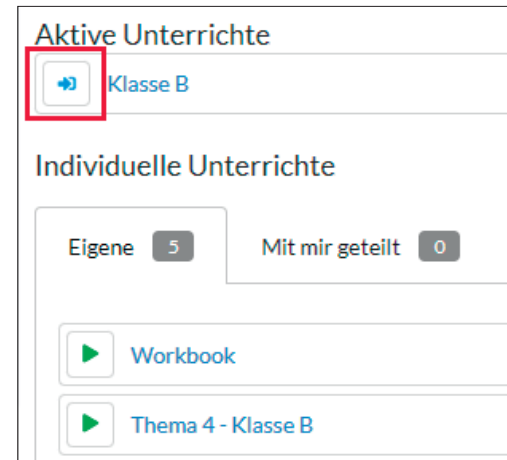 Aktive Unterrichte
Klasse B
Individuelle Unterrichte
Eigene 5 Mit mir geteilt 0
Workbook
Thema 4 - Klasse B